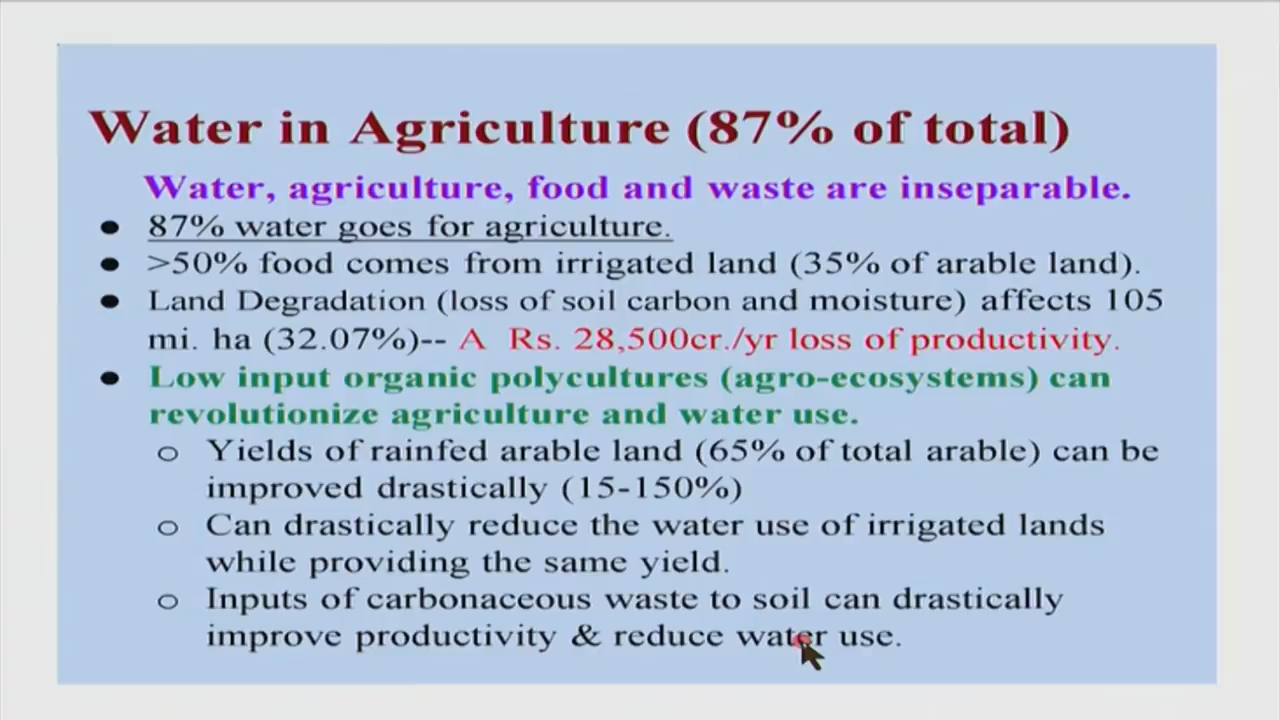 Water in Agriculture (87% of total)
Water, agriculture, food and waste are inseparable.
● 87% water goes for agriculture.
● >50% food comes from irrigated land (35% of arable land).
● Land Degradation (loss of soil carbon and moisture) affects 105
mi. ha (32.07%)-- A Rs. 28,500cr./yr loss of productivity.
● Low input organic polycultures (agro-ecosystems) can
revolutionize agriculture and water use.
○ Yields of rainfed arable land (65% of total arable) can be
improved drastically (15-150%)
○ Can drastically reduce the water use of irrigated lands
while providing the same yield.
○ Inputs of carbonaceous waste to soil can drastically
improve productivity & reduce water use.